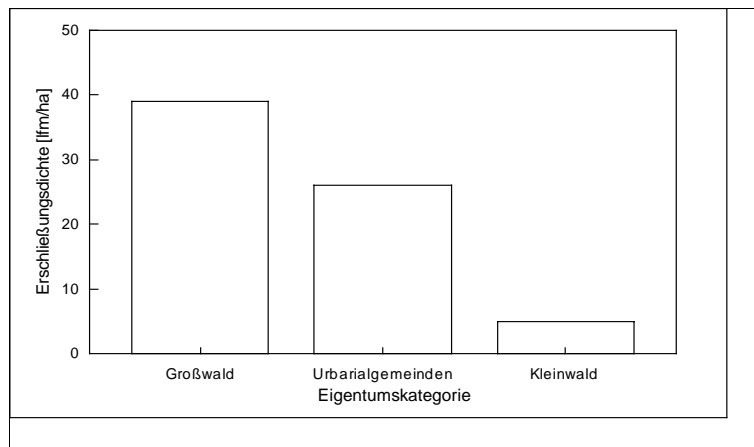 Erschließungsdichte [lfm/ha]
50
40
30
20
10
0
Großwald Urbarialgemeinden Kleinwald
Eigentumskategorie